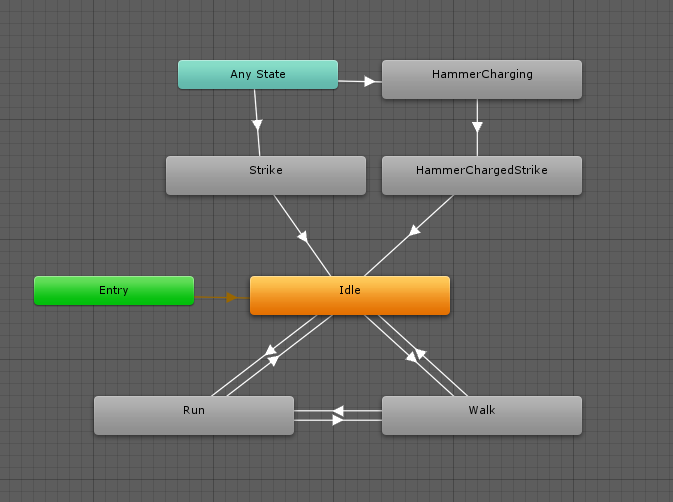 Any State
HammerCharging
Strike
HammerChargedStrike
Entry
Idle
Run
Walk